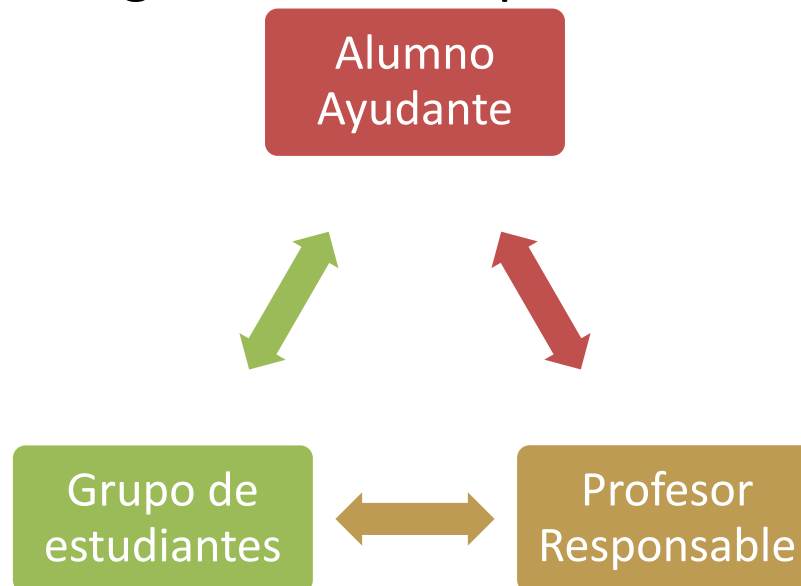 Alumno
Ayudante
Grupo de
estudiantes
Profesor
Responsable